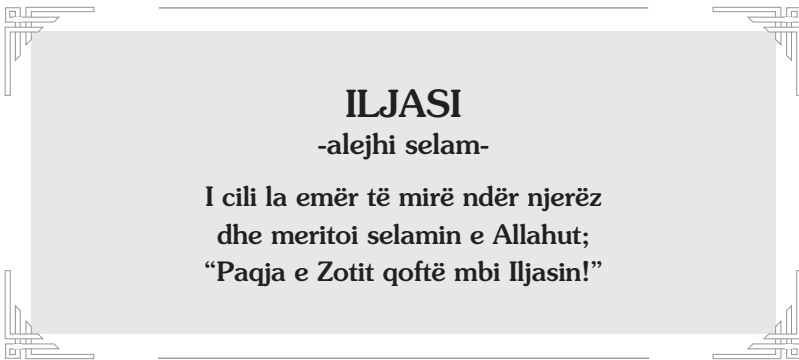 ILJASI
-alejhi selam-
I cili la emër të mirë ndër njerëz
dhe meritoi selamin e Allahut;
“Paqja e Zotit qoftë mbi Iljasin!”